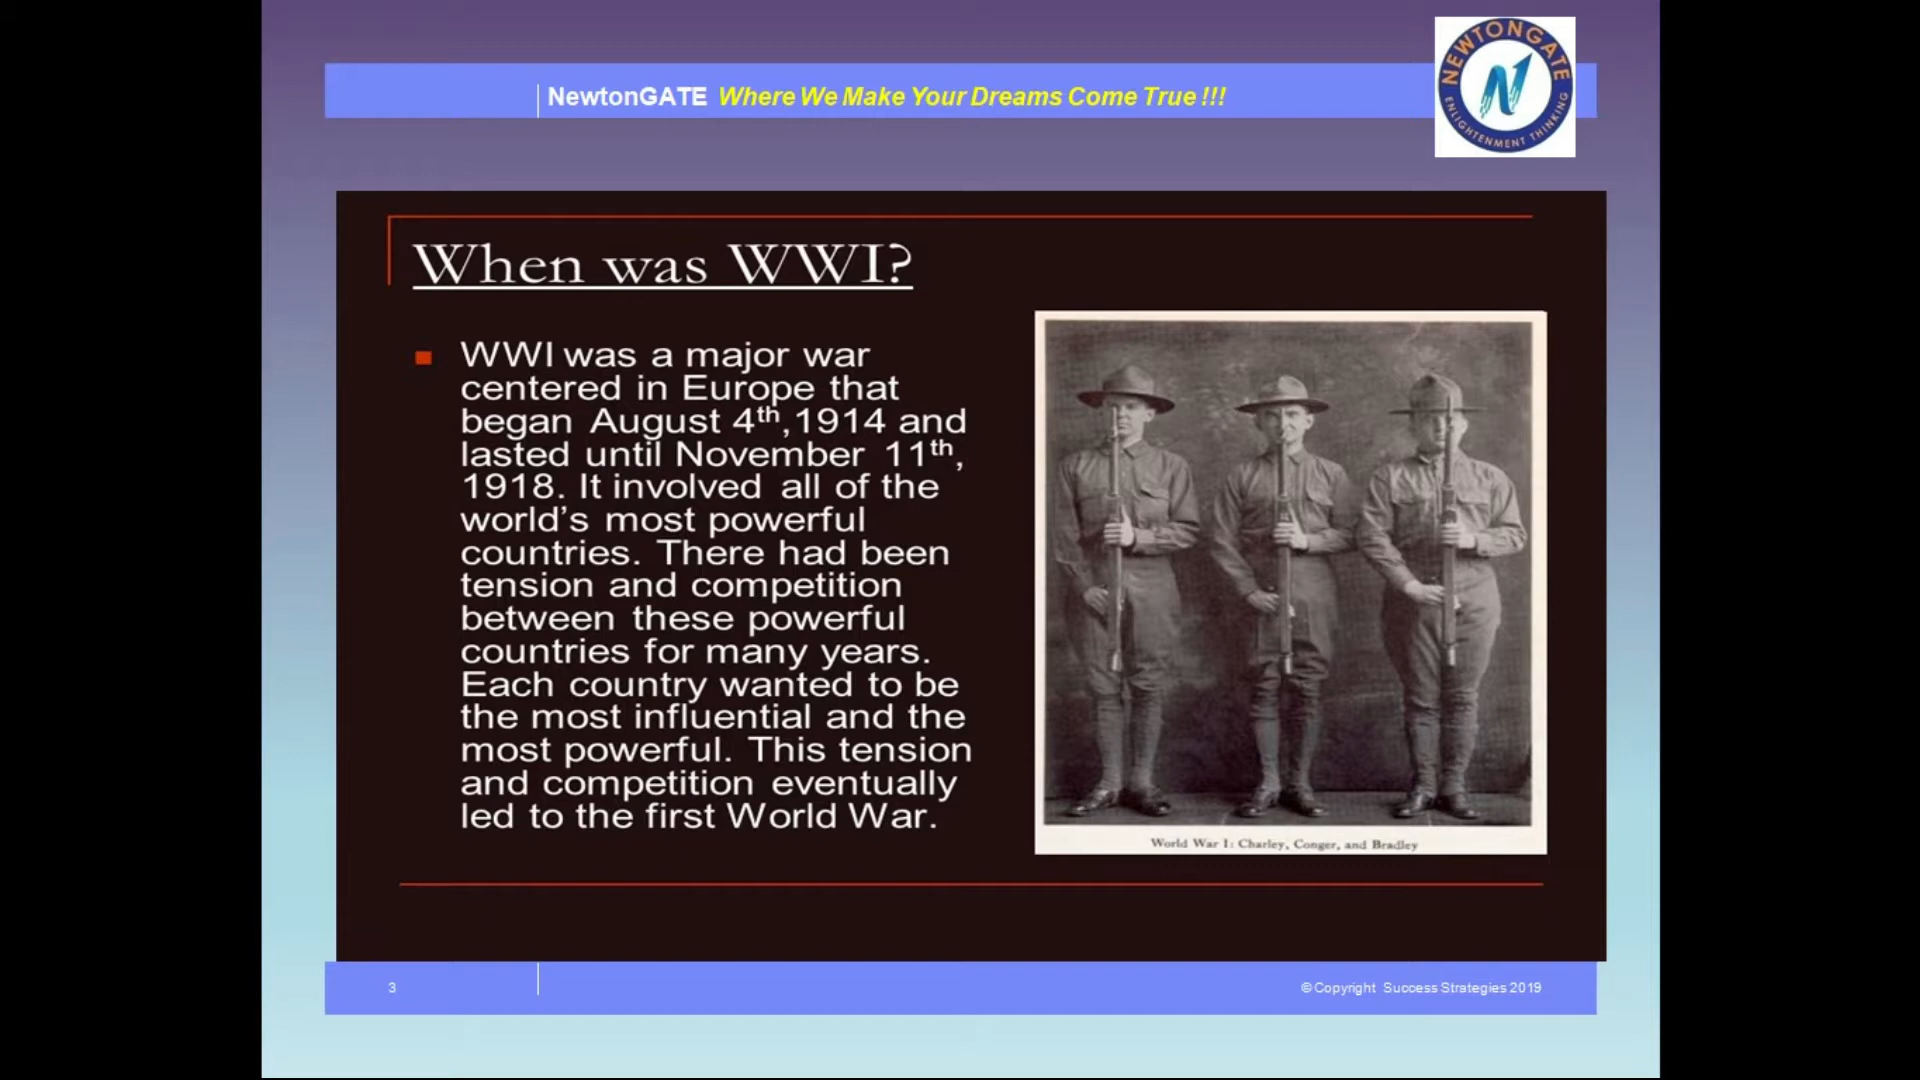 NewtonGATE Where We Make Your Dreams Come True !!!
NEWTONGATE
ENLIGHTENMENT THINKING
When was WWI?
WWI was a major war
centered in Europe that
began August 4th,1914 and
lasted until November 11th,
1918. It involved all of the
world’s most powerful
countries. There had been
tension and competition
between these powerful
countries for many years.
Each country wanted to be
the most influential and the
most powerful. This tension
and competition eventually
led to the first World War.
World War I: Charley, Conger, and Bradley
3
©Copyright Success Strategies 2019